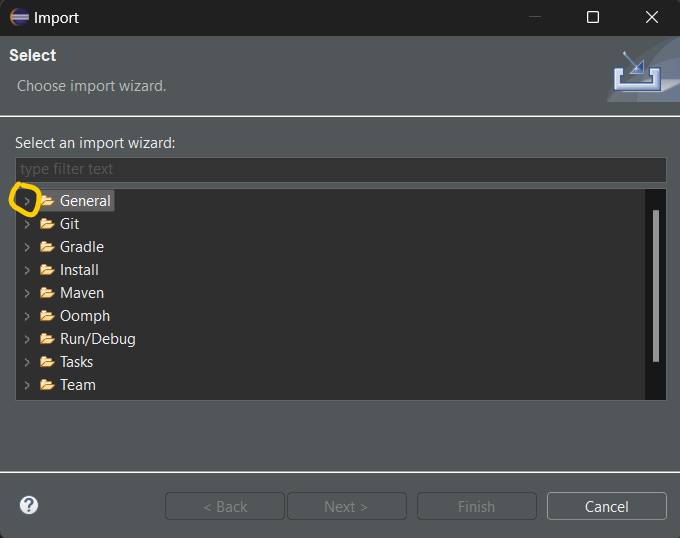 Import
Select
Choose import wizard.
Select an import wizard:
type filter text
General
Git
Gradle
Install
Maven
Oomph
Run/Debug
Tasks
Team
?
< Back
Next >
Finish
Cancel